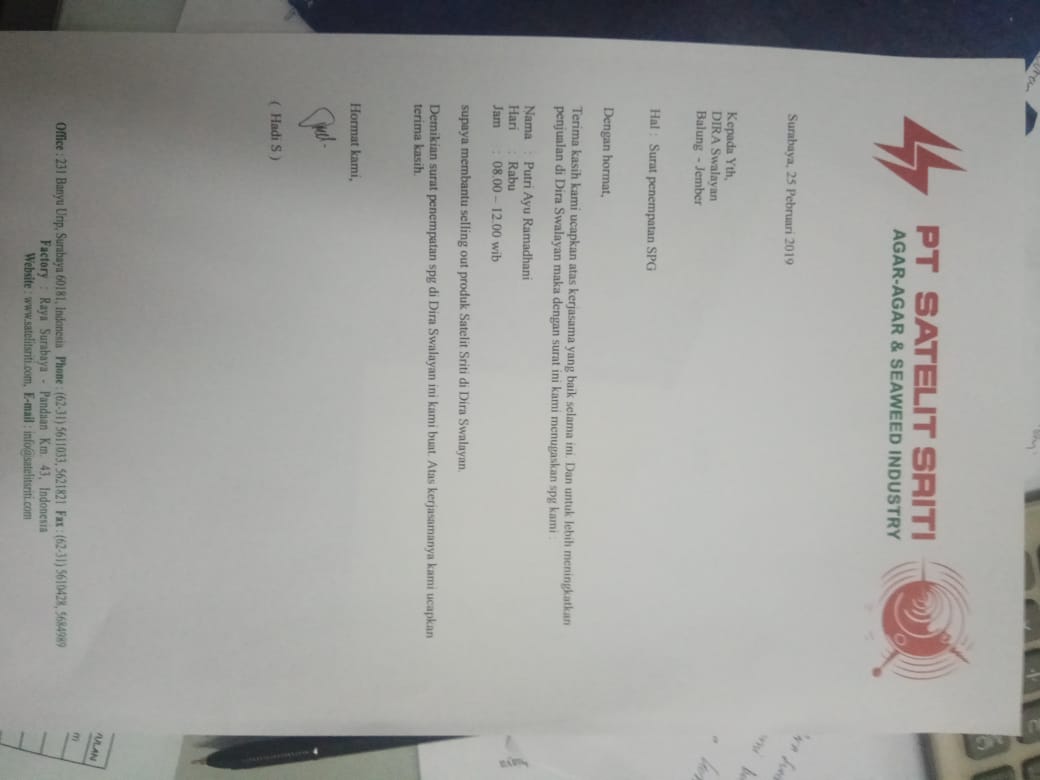 PT SATELIT SRITI
AGAR-AGAR & SEAWEED INDUSTRY
Surabaya, 25 Pebruari 2019
Kepada Yth,
DIRA Swalayan
Balung - Jember
Hal : Surat penempatan SPG
Dengan hormat,
Terima kasih kami ucapkan atas kerjasama yang baik selama ini. Dan untuk lebih meningkatkan
penjualan di Dira Swalayan maka dengan surat ini kami menugaskan spg kami :
Nama : Putri Ayu Ramadhani
Hari : Rabu
Jam : 08.00 – 12.00 wib
supaya membantu selling out produk Satelit Sriti di Dira Swalayan.
Demikian surat penempatan spg di Dira Swalayan ini kami buat. Atas kerjasamanya kami ucapkan
terima kasih.
Hormat kami,
( Hadi S )
Office : 231 Banyu Urip, Surabaya 60181, Indonesia Phone : (62-31) 5611033, 5621821 Fax : (62-31) 5610428, 5684989
Factory : Raya Surabaya - Pandaan Km. 43, Indonesia
Website : www.satelitsriti.com, E-mail : info@satelitsriti.com